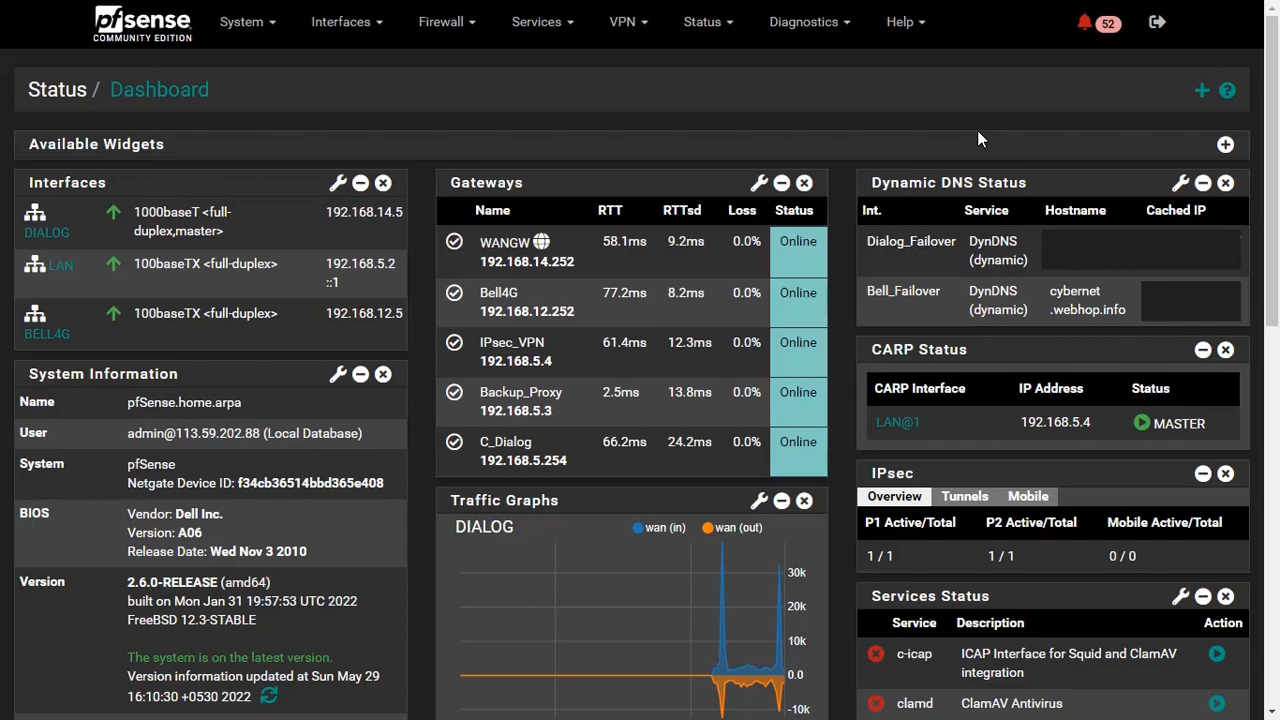 pfsense
COMMUNITY EDITION
System Interfaces Firewall Services VPN Status Diagnostics Help 52
Status / Dashboard
Available Widgets
Interfaces
DIALOG 1000baseT <full-duplex,master> 192.168.14.5
LAN 100baseTX <full-duplex> 192.168.5.2
::1
BELL4G 100baseTX <full-duplex> 192.168.12.5
System Information
Name pfSense.home.arpa
User admin@113.59.202.88 (Local Database)
System pfSense
Netgate Device ID: f34cb36514bbd365e408
BIOS Vendor: Dell Inc.
Version: A06
Release Date: Wed Nov 3 2010
Version 2.6.0-RELEASE (amd64)
built on Mon Jan 31 19:57:53 UTC 2022
FreeBSD 12.3-STABLE
The system is on the latest version.
Version information updated at Sun May 29
16:10:30 +0530 2022
Gateways
Name RTT RTTsd Loss Status
WANGW 58.1ms 9.2ms 0.0% Online
192.168.14.252
Bell4G 77.2ms 8.2ms 0.0% Online
192.168.12.252
IPsec_VPN 61.4ms 12.3ms 0.0% Online
192.168.5.4
Backup_Proxy 2.5ms 13.8ms 0.0% Online
192.168.5.3
C_Dialog 66.2ms 24.2ms 0.0% Online
192.168.5.254
Traffic Graphs
DIALOG wan (in) wan (out)
30k
20k
10k
0.0
-10k
Dynamic DNS Status
Int. Service Hostname Cached IP
Dialog_Failover DynDNS
(dynamic)
Bell_Failover DynDNS cybernet
(dynamic) .webhop.info
CARP Status
CARP Interface IP Address Status
LAN@1 192.168.5.4 MASTER
IPsec
Overview Tunnels Mobile
P1 Active/Total P2 Active/Total Mobile Active/Total
1 / 1 1 / 1 0 / 0
Services Status
Service Description Action
c-icap ICAP Interface for Squid and ClamAV
integration
clamd ClamAV Antivirus